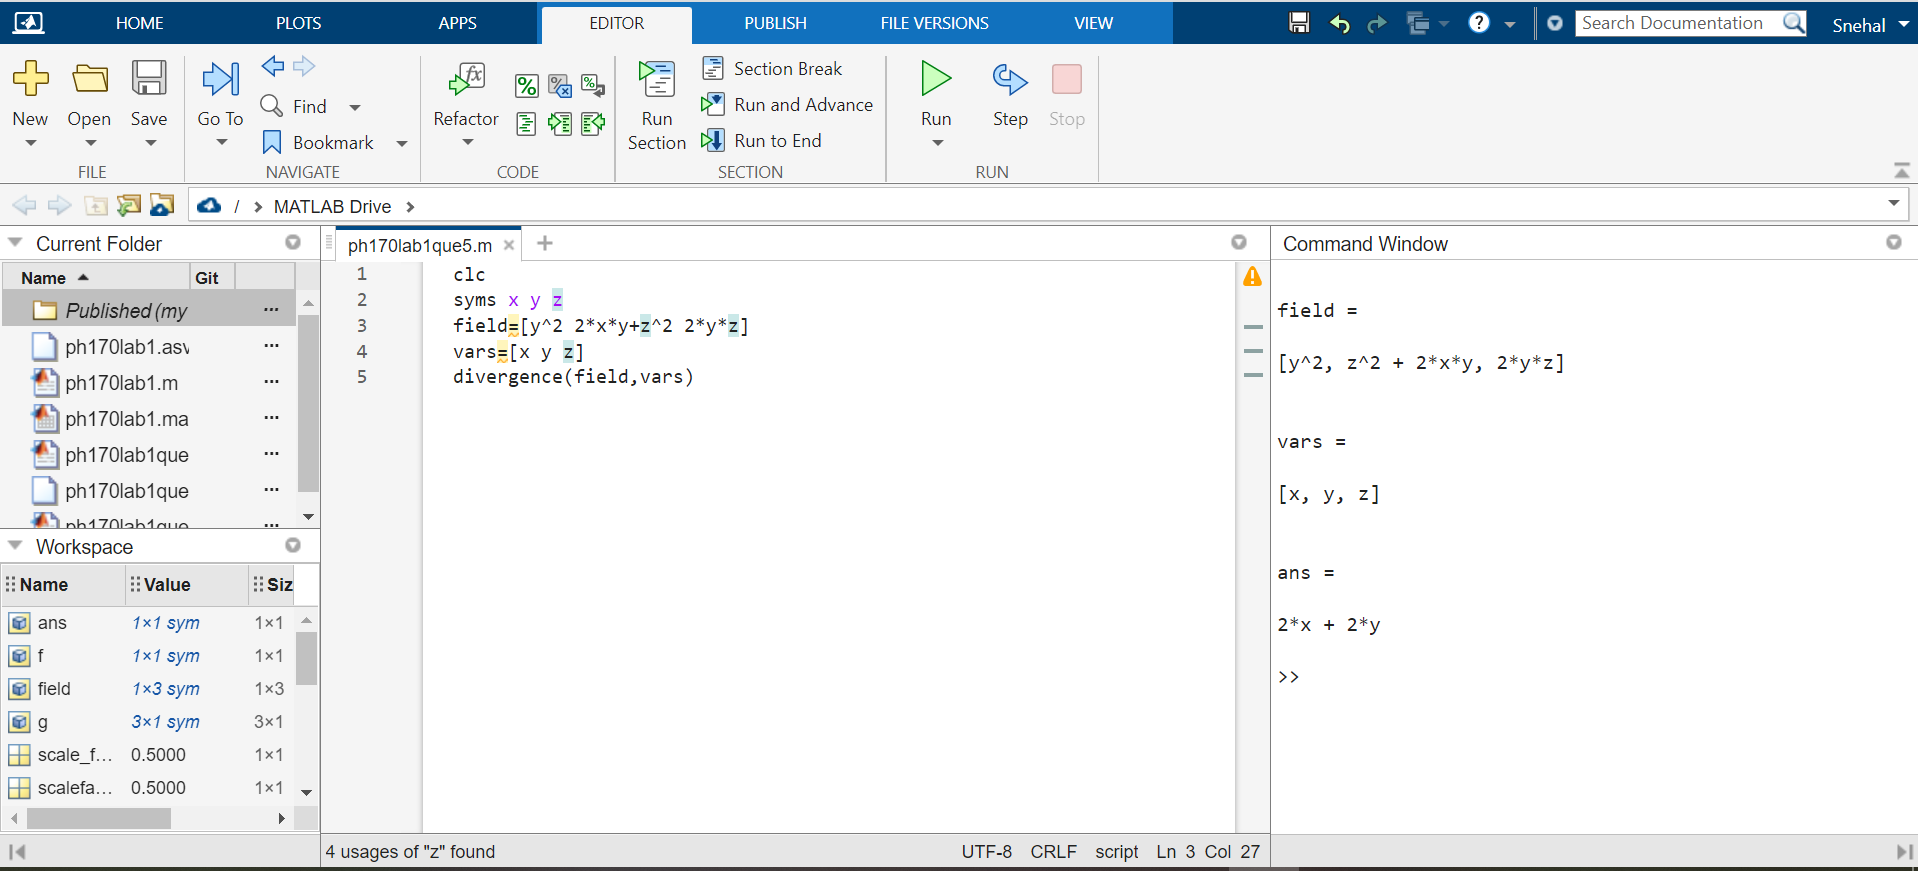 HOME PLOTS APPS EDITOR PUBLISH FILE VERSIONS VIEW Search Documentation Snehal
New Open Save Go To Find Bookmark Refactor Run Section Section Break Run and Advance Run to End Run Step Stop
FILE NAVIGATE CODE SECTION RUN
/ > MATLAB Drive >
Current Folder
Name Git
Published (my ...
ph170lab1.asv ...
ph170lab1.m ...
ph170lab1.ma ...
ph170lab1que ...
ph170lab1que ...
ph170lab1que ...
Workspace
Name Value Siz
ans 1×1 sym 1×1
f 1×1 sym 1×1
field 1×3 sym 1×3
g 3×1 sym 3×1
scale_f... 0.5000 1×1
scalefa... 0.5000 1×1
ph170lab1que5.m × +
1 clc
2 syms x y z
3 field=[y^2 2*x*y+z^2 2*y*z]
4 vars=[x y z]
5 divergence(field,vars)
4 usages of "z" found UTF-8 CRLF script Ln 3 Col 27
Command Window
field =
[y^2, z^2 + 2*x*y, 2*y*z]
vars =
[x, y, z]
ans =
2*x + 2*y
>>